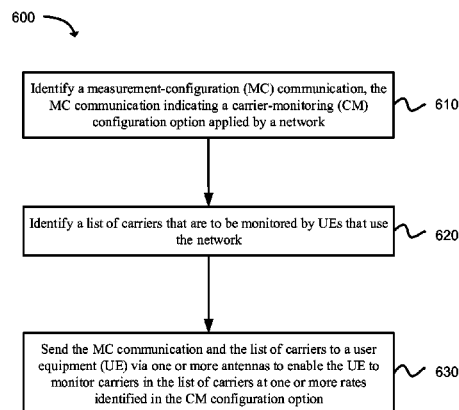 600
Identify a measurement-configuration (MC) communication, the
MC communication indicating a carrier-monitoring (CM)
configuration option applied by a network
610
Identify a list of carriers that are to be monitored by UEs that use
the network
620
Send the MC communication and the list of carriers to a user
equipment (UE) via one or more antennas to enable the UE to
monitor carriers in the list of carriers at one or more rates
identified in the CM configuration option
630